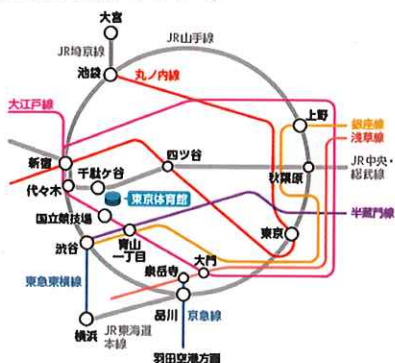 大宮
JR埼京線
JR山手線
池袋
丸ノ内線
大江戸線
上野
銀座線
浅草線
新宿
千駄ケ谷
四ツ谷
秋葉原
JR中央・
総武線
代々木
東京体育館
国立競技場
半蔵門線
渋谷
青山
一丁目
東京
泉岳寺
大門
東急東横線
品川
京急線
横浜
JR東海道
本線
羽田空港方面